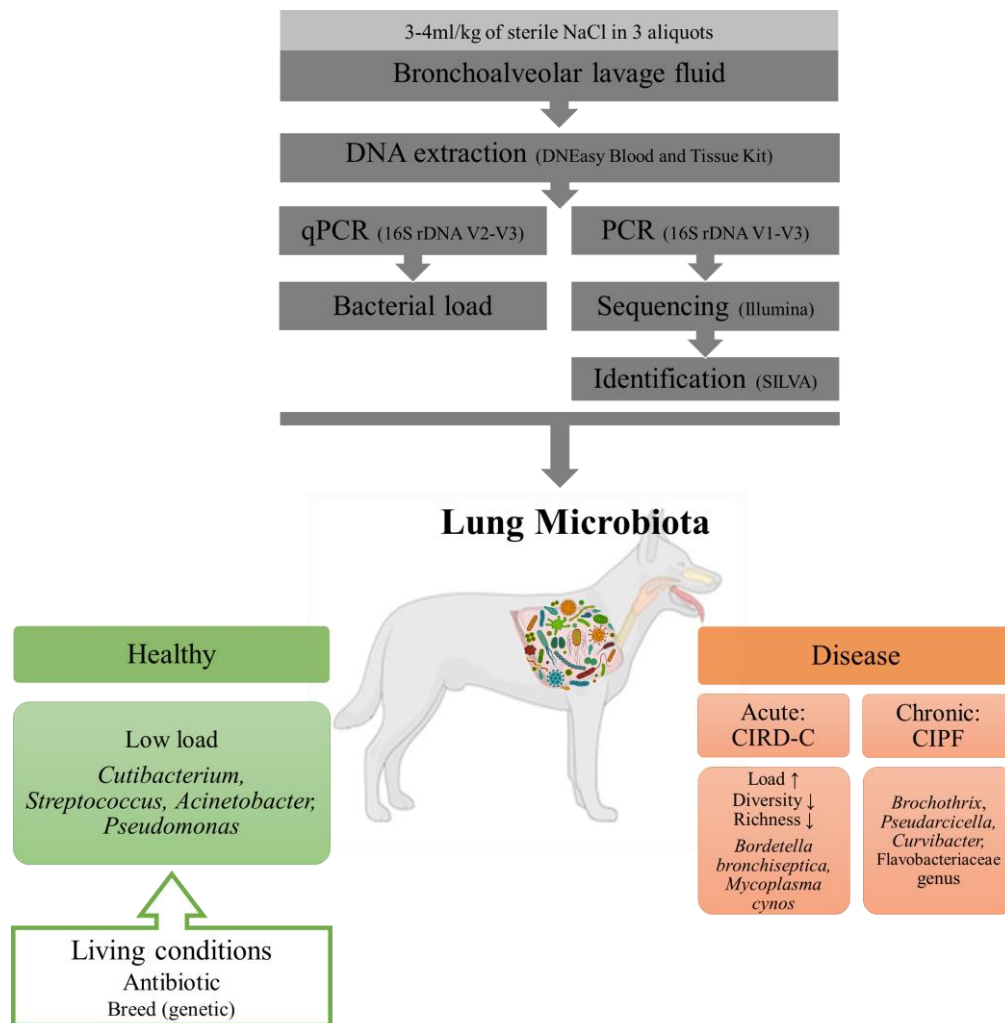 3-4ml/kg of sterile NaCl in 3 aliquots
Bronchoalveolar lavage fluid
DNA extraction (DNEasy Blood and Tissue Kit)
qPCR (16S rDNA V2-V3)
PCR (16S rDNA V1-V3)
Bacterial load
Sequencing (Illumina)
Identification (SILVA)
Lung Microbiota
Healthy
Low load
Cutibacterium,
Streptococcus, Acinetobacter,
Pseudomonas
Living conditions
Antibiotic
Breed (genetic)
Disease
Acute:
CIRD-C
Load ↑
Diversity ↓
Richness ↓
Bordetella
bronchiseptica,
Mycoplasma
cynos
Chronic:
CIPF
Brochothrix,
Pseudarcicella,
Curvibacter,
Flavobacteriaceae
genus